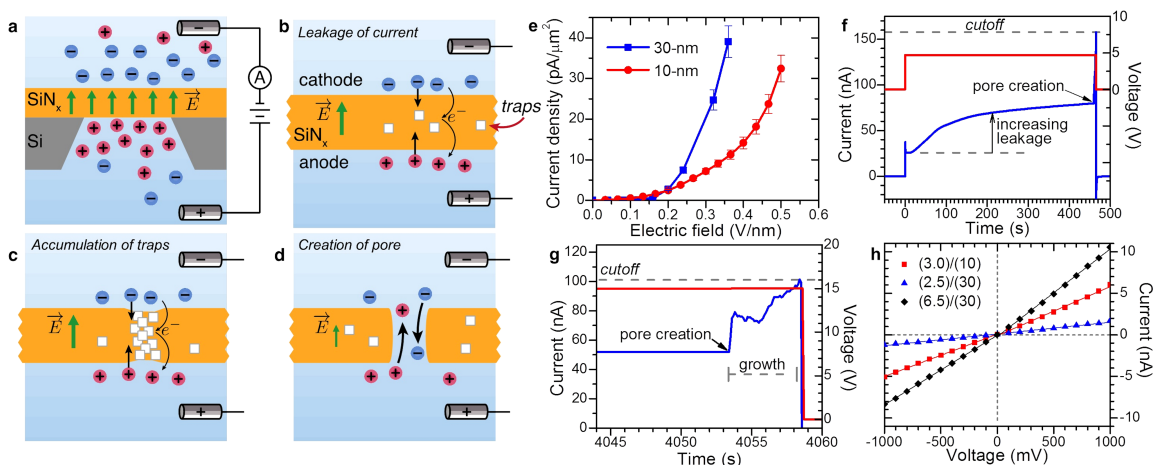 a
−
+
SiNₓ
E
Si
A
b
Leakage of current
−
cathode
E
e⁻
traps
SiNₓ
anode
+
c
Accumulation of traps
−
E
e⁻
+
d
Creation of pore
−
E
+
e
30-nm
10-nm
Current density (pA/μm²)
40
30
20
10
0
0.0 0.1 0.2 0.3 0.4 0.5 0.6
Electric field (V/nm)
f
cutoff
Current (nA)
150
100
50
0
pore creation
increasing
leakage
10
5
0
Voltage (V)
0 100 200 300 400 500
Time (s)
g
cutoff
Current (nA)
120
100
80
60
40
20
0
pore creation
growth
20
15
10
5
0
Voltage (V)
4045 4050 4055 4060
Time (s)
h
(3.0)/(10)
(2.5)/(30)
(6.5)/(30)
10
5
0
-5
-10
Current (nA)
-1000 -500 0 500 1000
Voltage (mV)